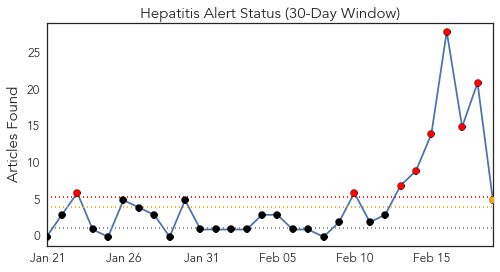 Hepatitis Alert Status (30-Day Window)
Articles Found
25
20
15
10
5
0
Jan 21 Jan 26 Jan 31 Feb 05 Feb 10 Feb 15